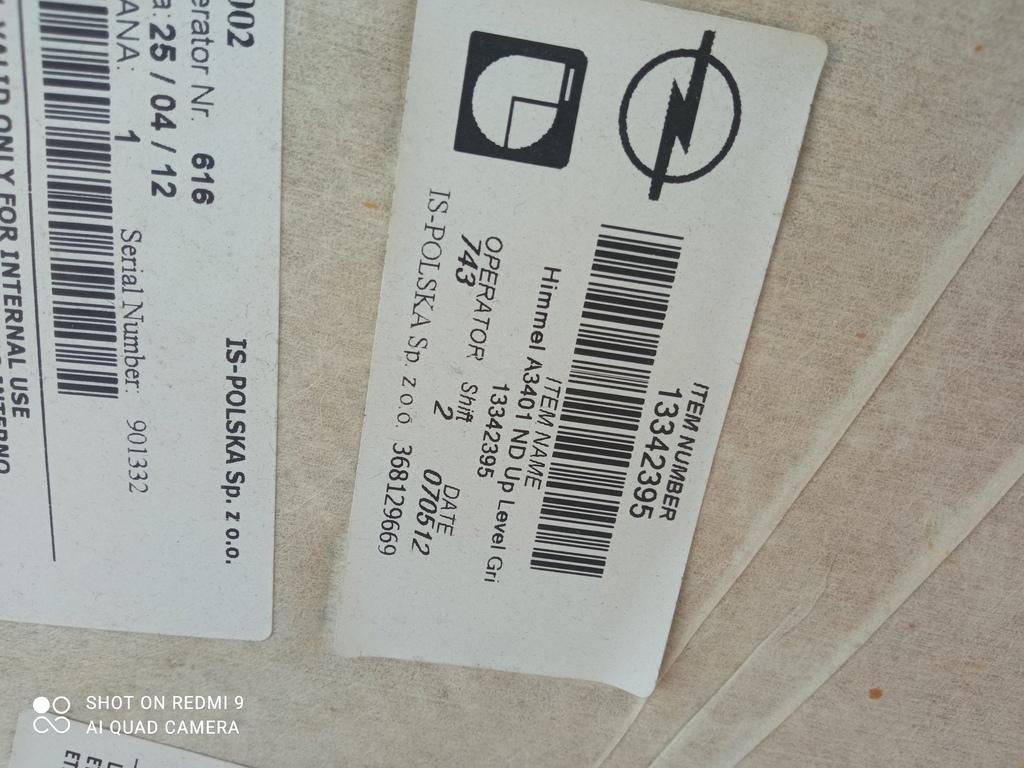 ITEM NUMBER
13342395
ITEM NAME
Himmel A3401 ND Up Level Gri
13342395
OPERATOR Shift DATE
743 2 070512
IS-POLSKA Sp. z o.o. 368129669
IS-POLSKA Sp. z o.o.
002
erator Nr. 616
a: 25 / 04 / 12
ANA: 1
Serial Number: 901332
VALID ONLY FOR INTERNAL USE
INTERNO
SHOT ON REDMI 9
AI QUAD CAMERA